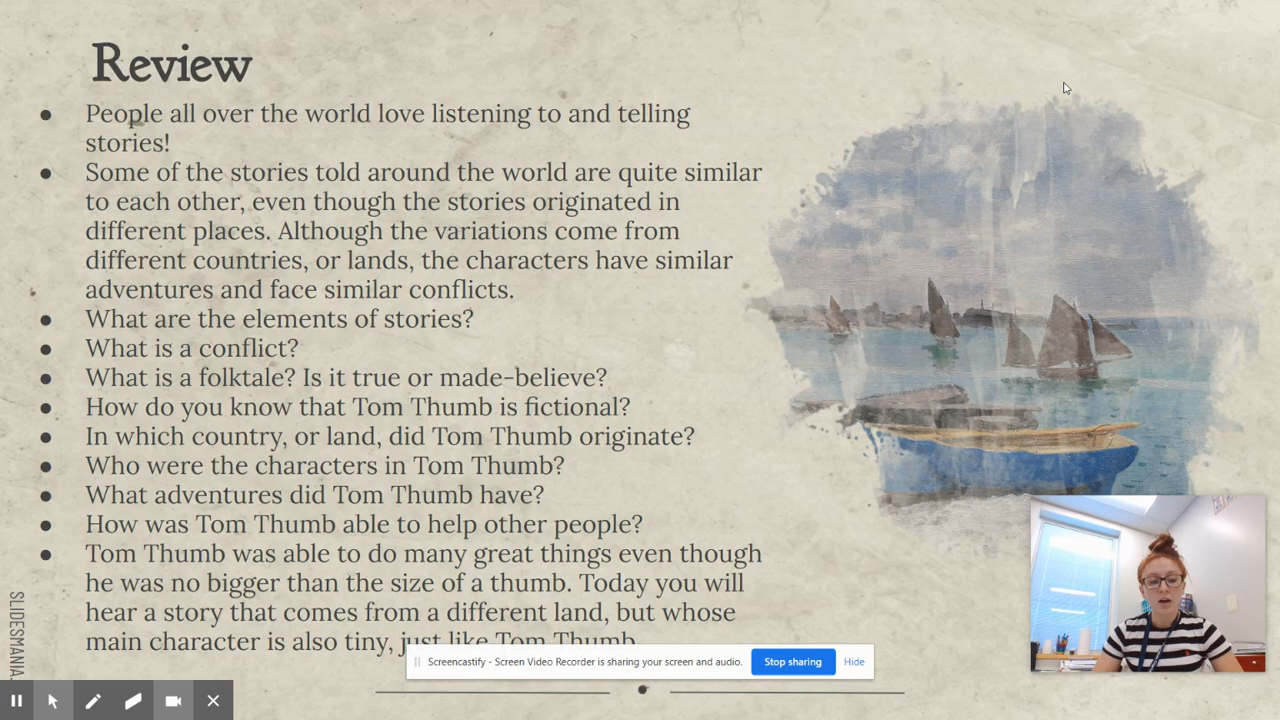 Review
● People all over the world love listening to and telling
stories!
● Some of the stories told around the world are quite similar
to each other, even though the stories originated in
different places. Although the variations come from
different countries, or lands, the characters have similar
adventures and face similar conflicts.
● What are the elements of stories?
● What is a conflict?
● What is a folktale? Is it true or made-believe?
● How do you know that Tom Thumb is fictional?
● In which country, or land, did Tom Thumb originate?
● Who were the characters in Tom Thumb?
● What adventures did Tom Thumb have?
● How was Tom Thumb able to help other people?
● Tom Thumb was able to do many great things even though
he was no bigger than the size of a thumb. Today you will
hear a story that comes from a different land, but whose
main character is also tiny, just like Tom Thumb
SLIDESMANIA
Screencastify - Screen Video Recorder is sharing your screen and audio.
Stop sharing
Hide